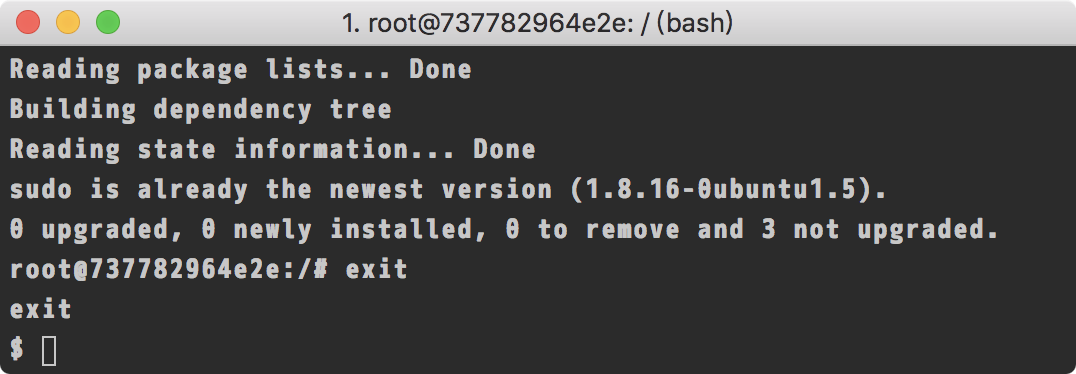 1. root@737782964e2e: / (bash)
Reading package lists... Done
Building dependency tree
Reading state information... Done
sudo is already the newest version (1.8.16-0ubuntu1.5).
0 upgraded, 0 newly installed, 0 to remove and 3 not upgraded.
root@737782964e2e:/# exit
exit
$